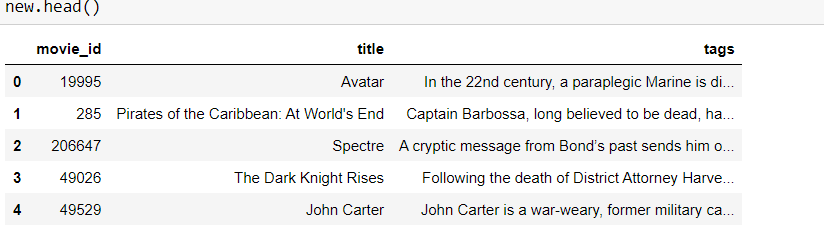 new.head()
movie_id title tags
0 19995 Avatar In the 22nd century, a paraplegic Marine is di...
1 285 Pirates of the Caribbean: At World's End Captain Barbossa, long believed to be dead, ha...
2 206647 Spectre A cryptic message from Bond’s past sends him o...
3 49026 The Dark Knight Rises Following the death of District Attorney Harve...
4 49529 John Carter John Carter is a war-weary, former military ca...